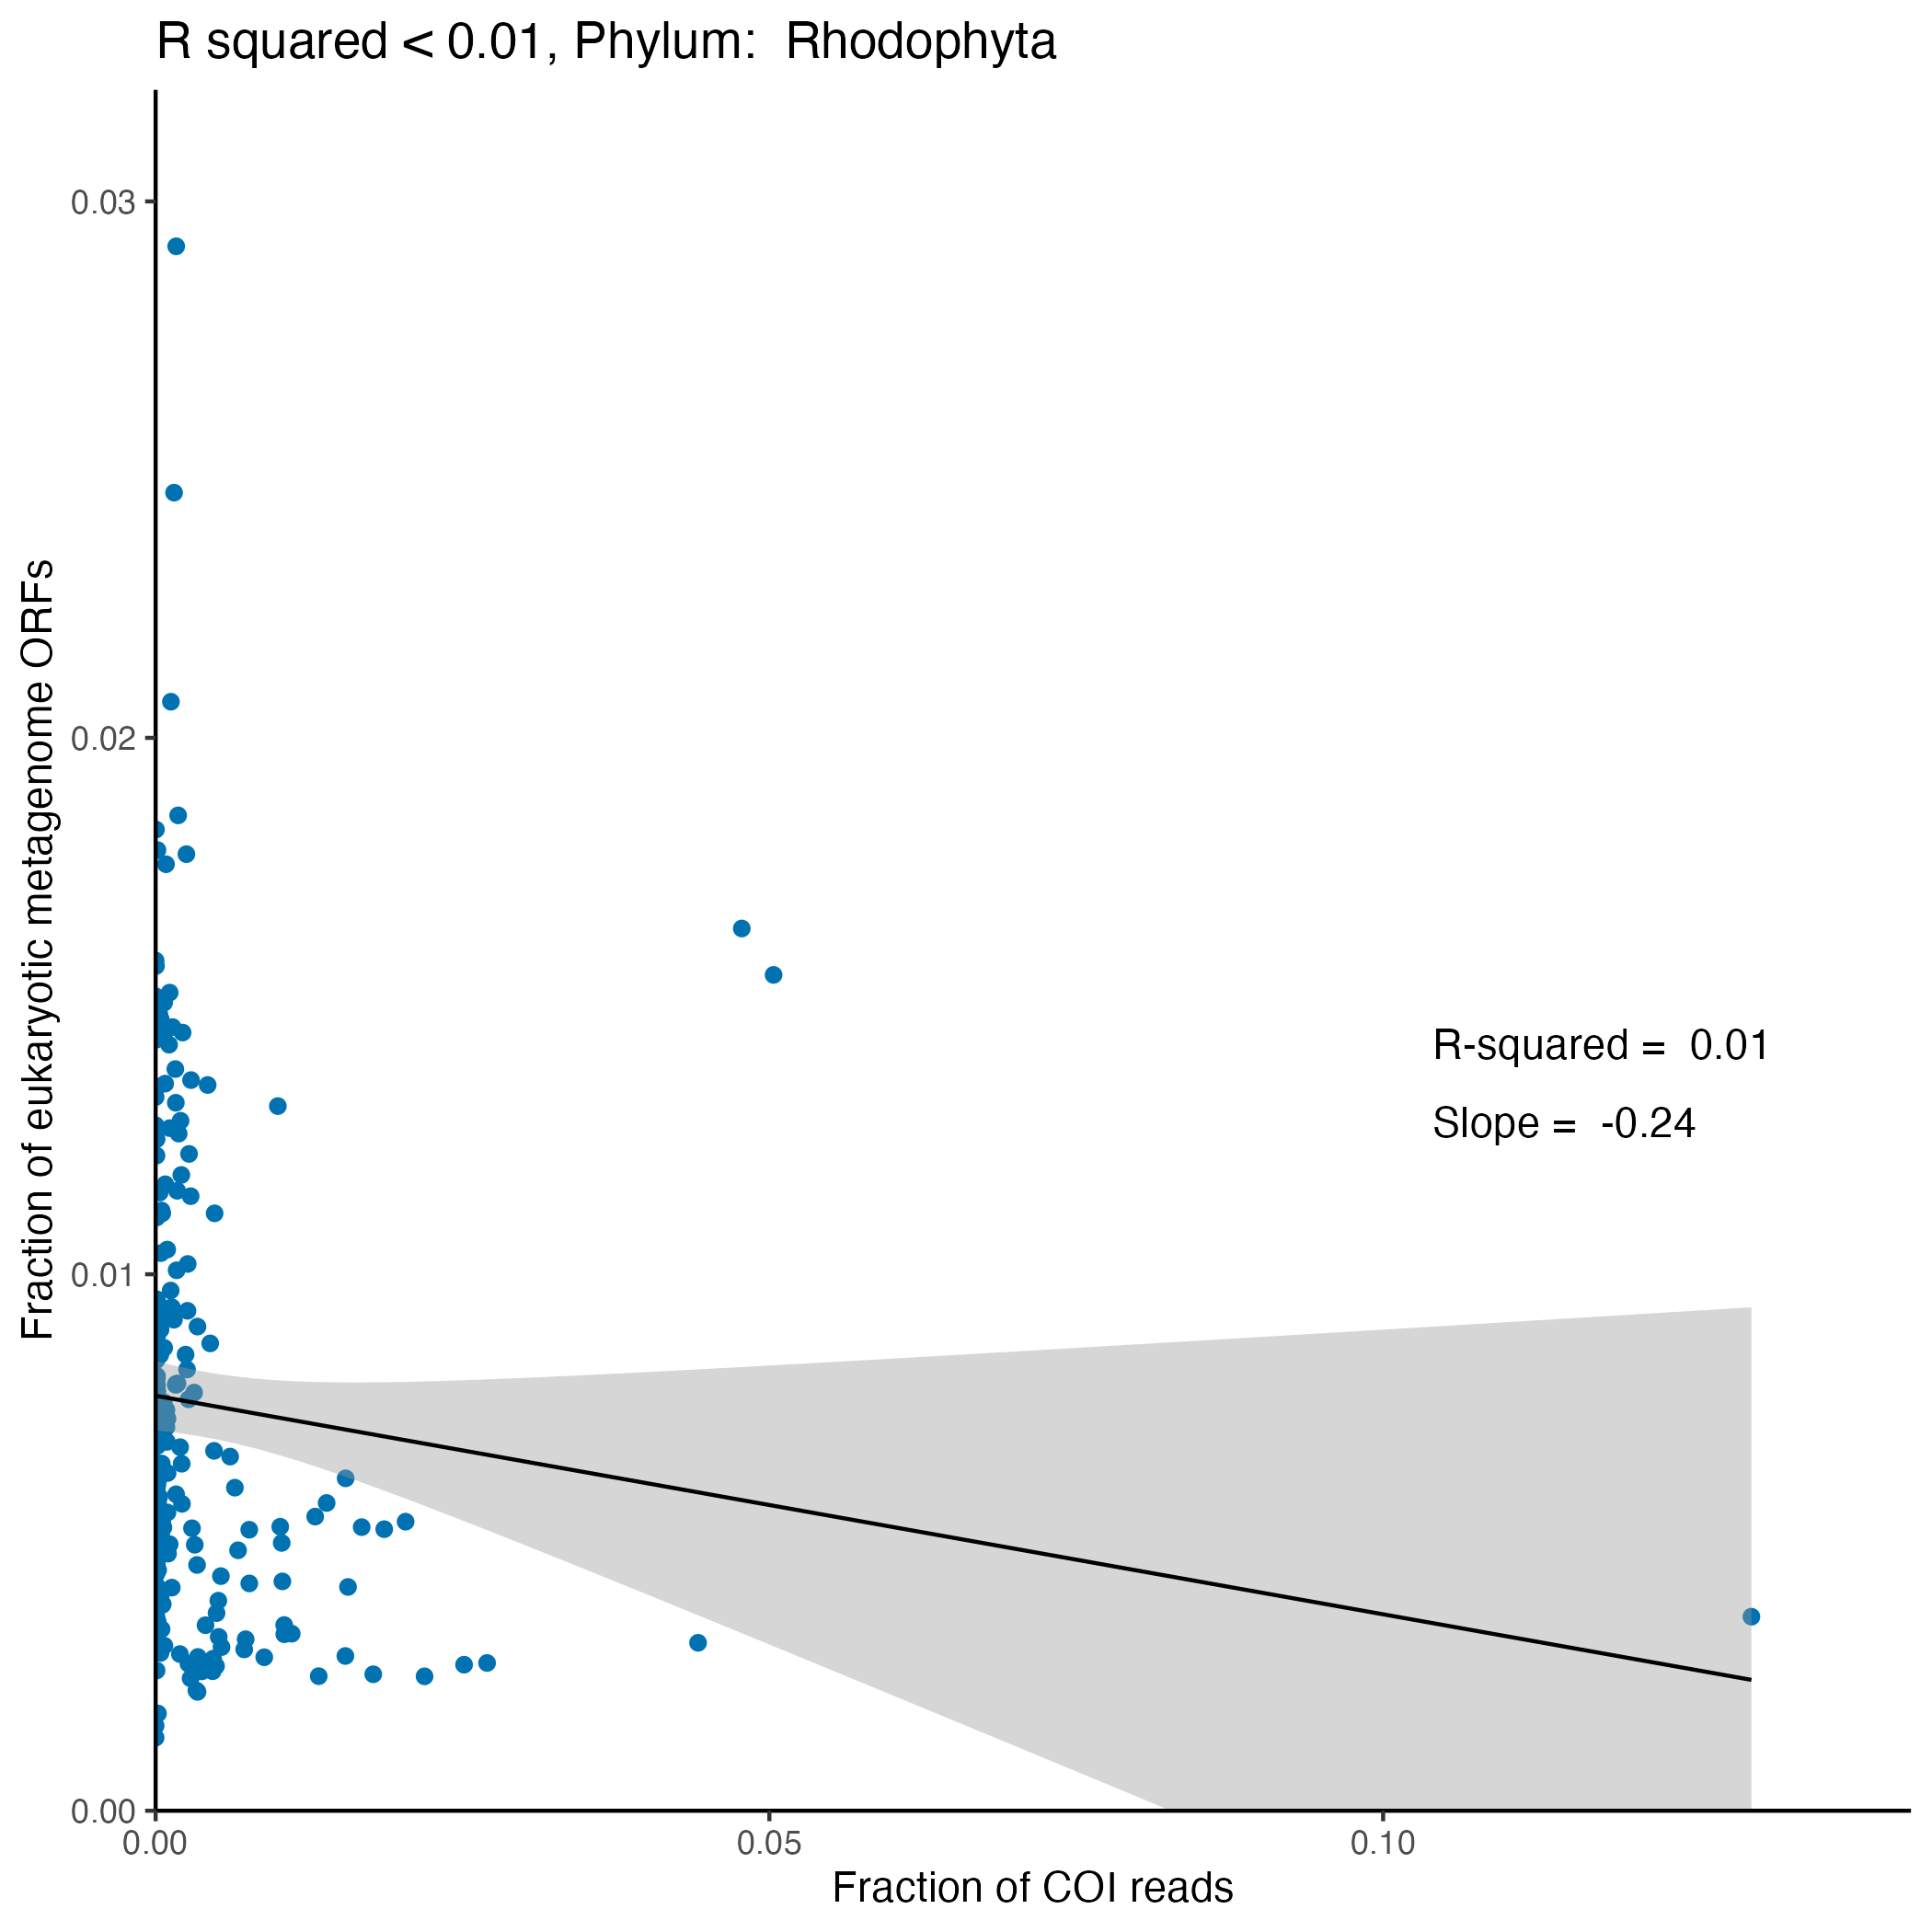 R squared < 0.01, Phylum:  Rhodophyta
0.03
0.02
0.01
0.00
Fraction of eukaryotic metagenome ORFs
R-squared =  0.01
Slope =  -0.24
0.00
0.05
0.10
Fraction of COI reads